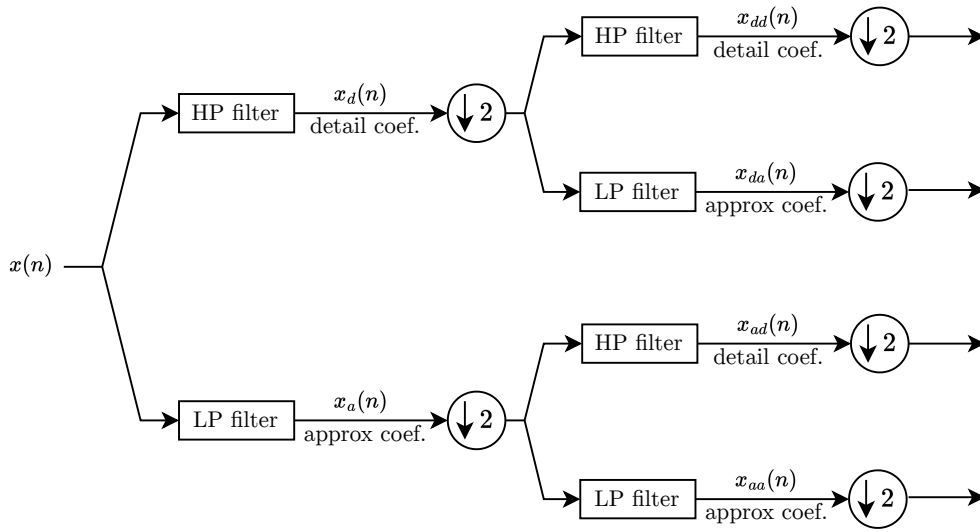 x_dd(n)
HP filter
detail coef.
↓ 2
x_d(n)
HP filter
detail coef.
↓ 2
x_da(n)
LP filter
approx coef.
↓ 2
x(n)
x_ad(n)
HP filter
detail coef.
↓ 2
x_a(n)
LP filter
approx coef.
↓ 2
x_aa(n)
LP filter
approx coef.
↓ 2